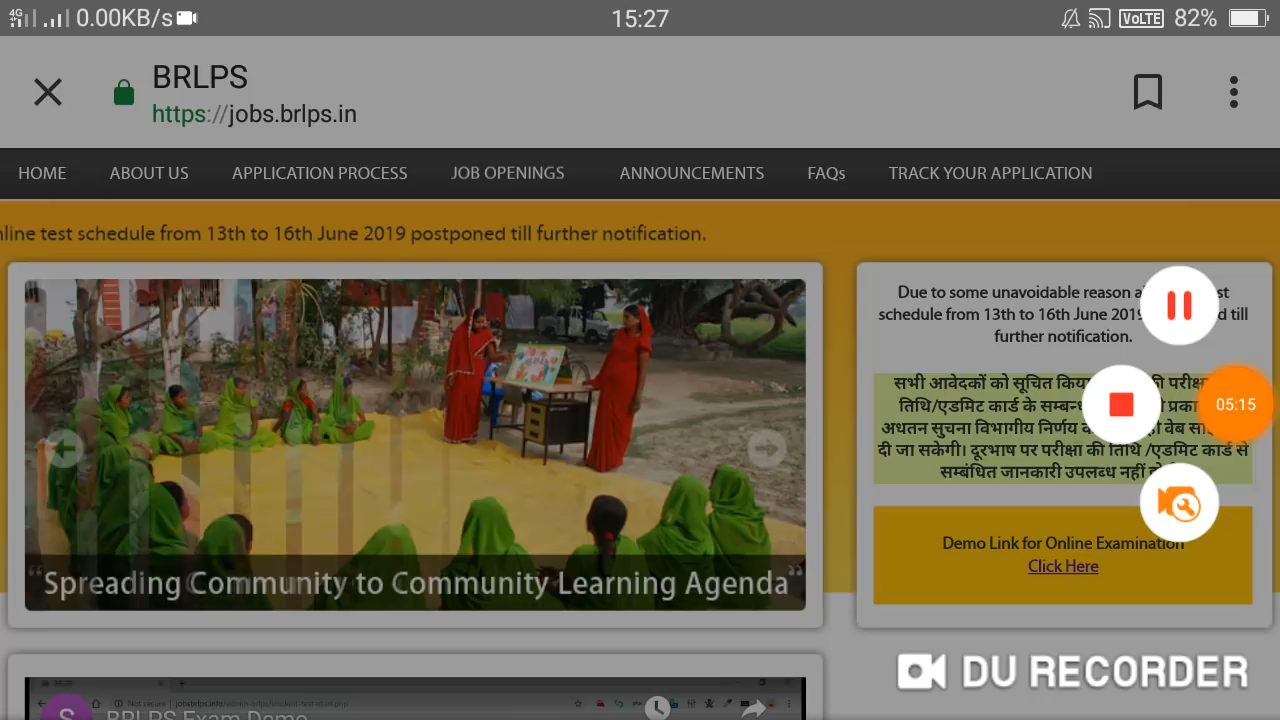 4G 0.00KB/s 15:27 VoLTE 82%
BRLPS
https://jobs.brlps.in
HOME ABOUT US APPLICATION PROCESS JOB OPENINGS ANNOUNCEMENTS FAQs TRACK YOUR APPLICATION
test schedule from 13th to 16th June 2019 postponed till further notification.
Due to some unavoidable reason
schedule from 13th to 16th June 2019 till
further notification.
सभी आवेदकों को सूचित
तिथि/एडमिट कार्ड के
अधतन सुचना विभागीय निर्णय वेब
दी जा सकेगी। दूरभाष पर परीक्षा की तिथि /एडमिट कार्ड से
सम्बंधित जानकारी उपलब्ध नहीं
05:15
Demo Link for Online Examination
Click Here
“Spreading Community to Community Learning Agenda”
DU RECORDER
S BRLPS Exam Demo
Not secure